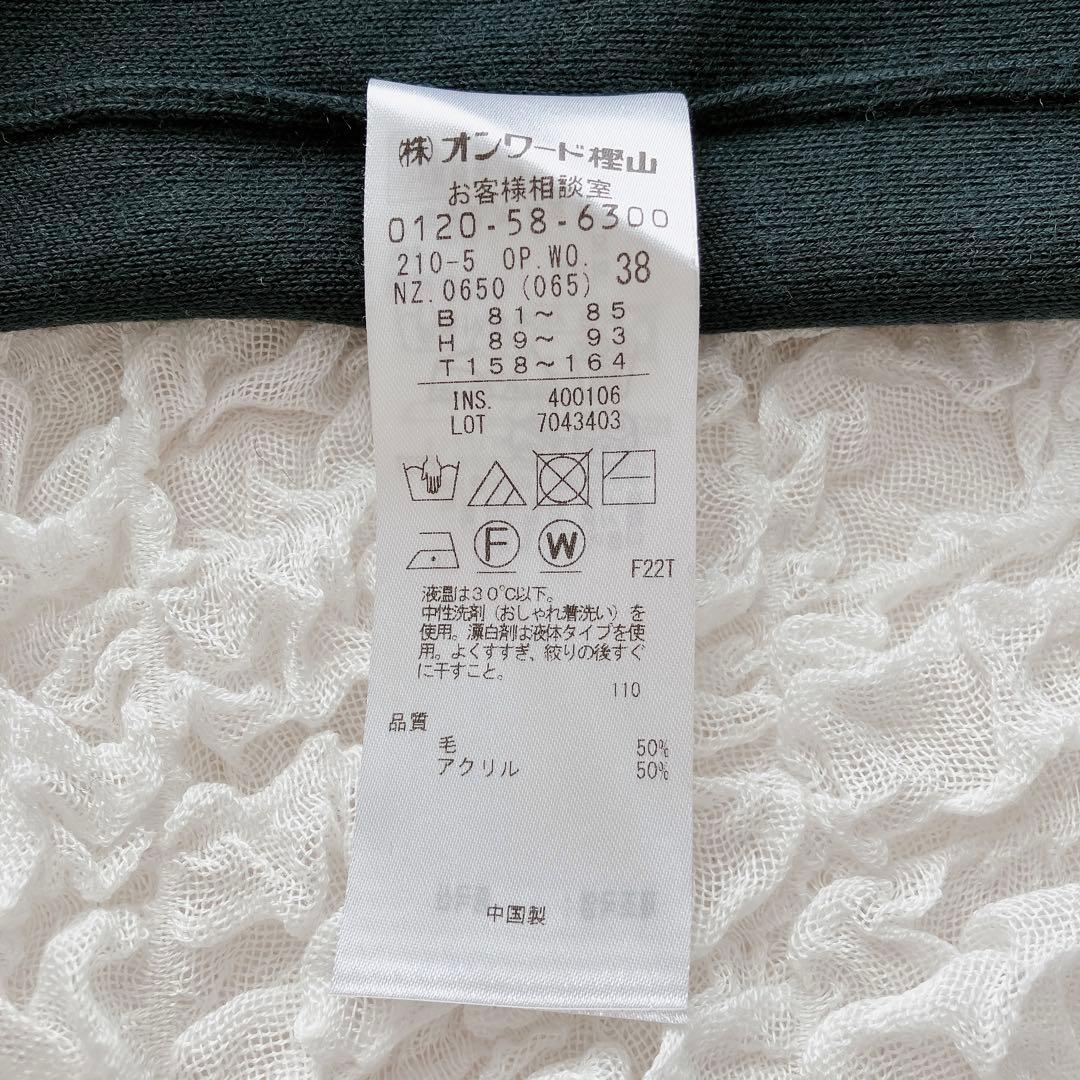 (株)オンワード樫山
お客様相談室
0120-58-6300
210-5 OP.WO. 38
NZ.0650 (065)
B 81〜 85
H 89〜 93
T158〜164
INS. 400106
LOT 7043403
F W
F22T
液温は30℃以下。
中性洗剤（おしゃれ着洗い）を
使用。漂白剤は液体タイプを使
用。よくすすぎ、絞りの後すぐ
に干すこと。
110
品質
毛 50%
アクリル 50%
中国製